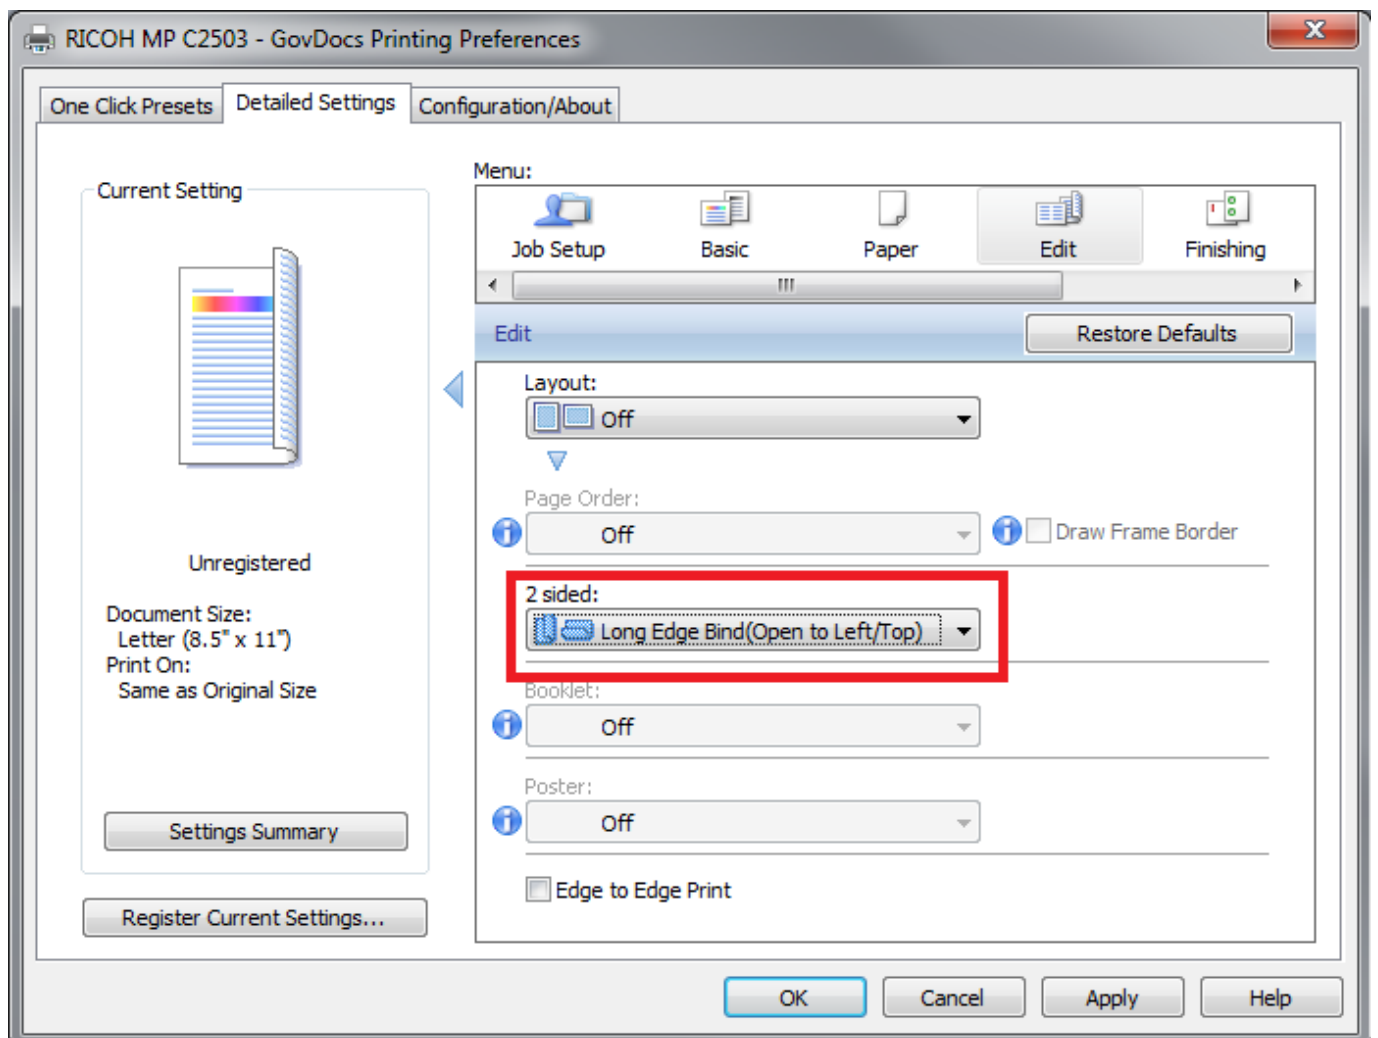 RICOH MP C2503 - GovDocs Printing Preferences
X
One Click Presets
Detailed Settings
Configuration/About
Current Setting
Unregistered
Document Size:
Letter (8.5" x 11")
Print On:
Same as Original Size
Settings Summary
Register Current Settings...
Menu:
Job Setup
Basic
Paper
Edit
Finishing
Edit
Restore Defaults
Layout:
Off
Page Order:
Off
Draw Frame Border
2 sided:
Long Edge Bind(Open to Left/Top)
Booklet:
Off
Poster:
Off
Edge to Edge Print
OK
Cancel
Apply
Help